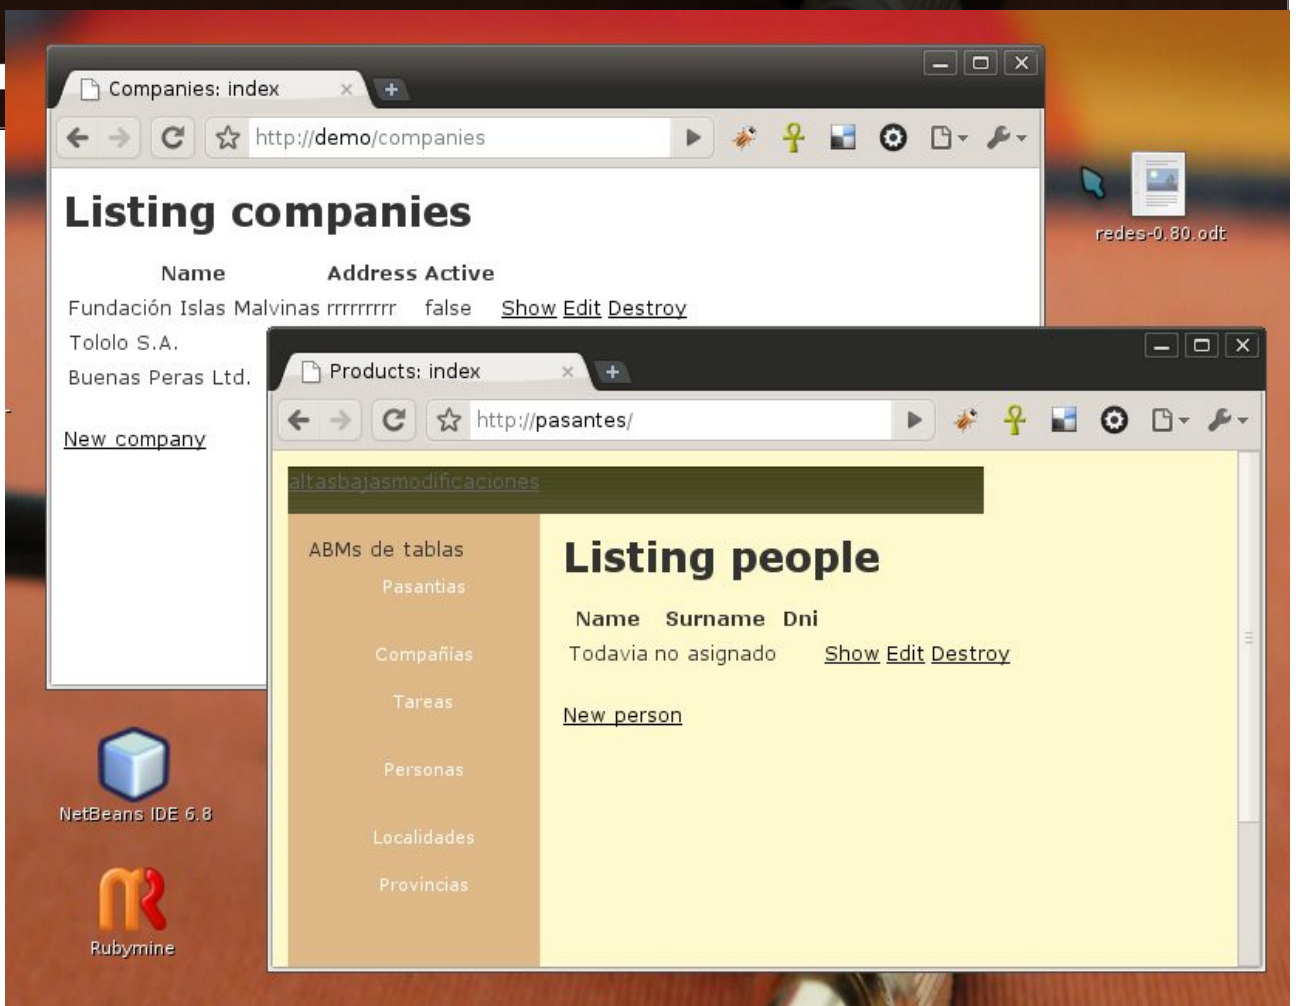 Companies: index
http://demo/companies
Listing companies
Name Address Active
Fundación Islas Malvinas rrrrrrrrr false Show Edit Destroy
Tololo S.A.
Buenas Peras Ltd.
New company
redes-0.80.odt
Products: index
http://pasantes/
altasbajasmodificaciones
ABMs de tablas
Pasantias
Compañias
Tareas
Personas
Localidades
Provincias
Listing people
Name Surname Dni
Todavia no asignado Show Edit Destroy
New person
NetBeans IDE 6.8
Rubymine